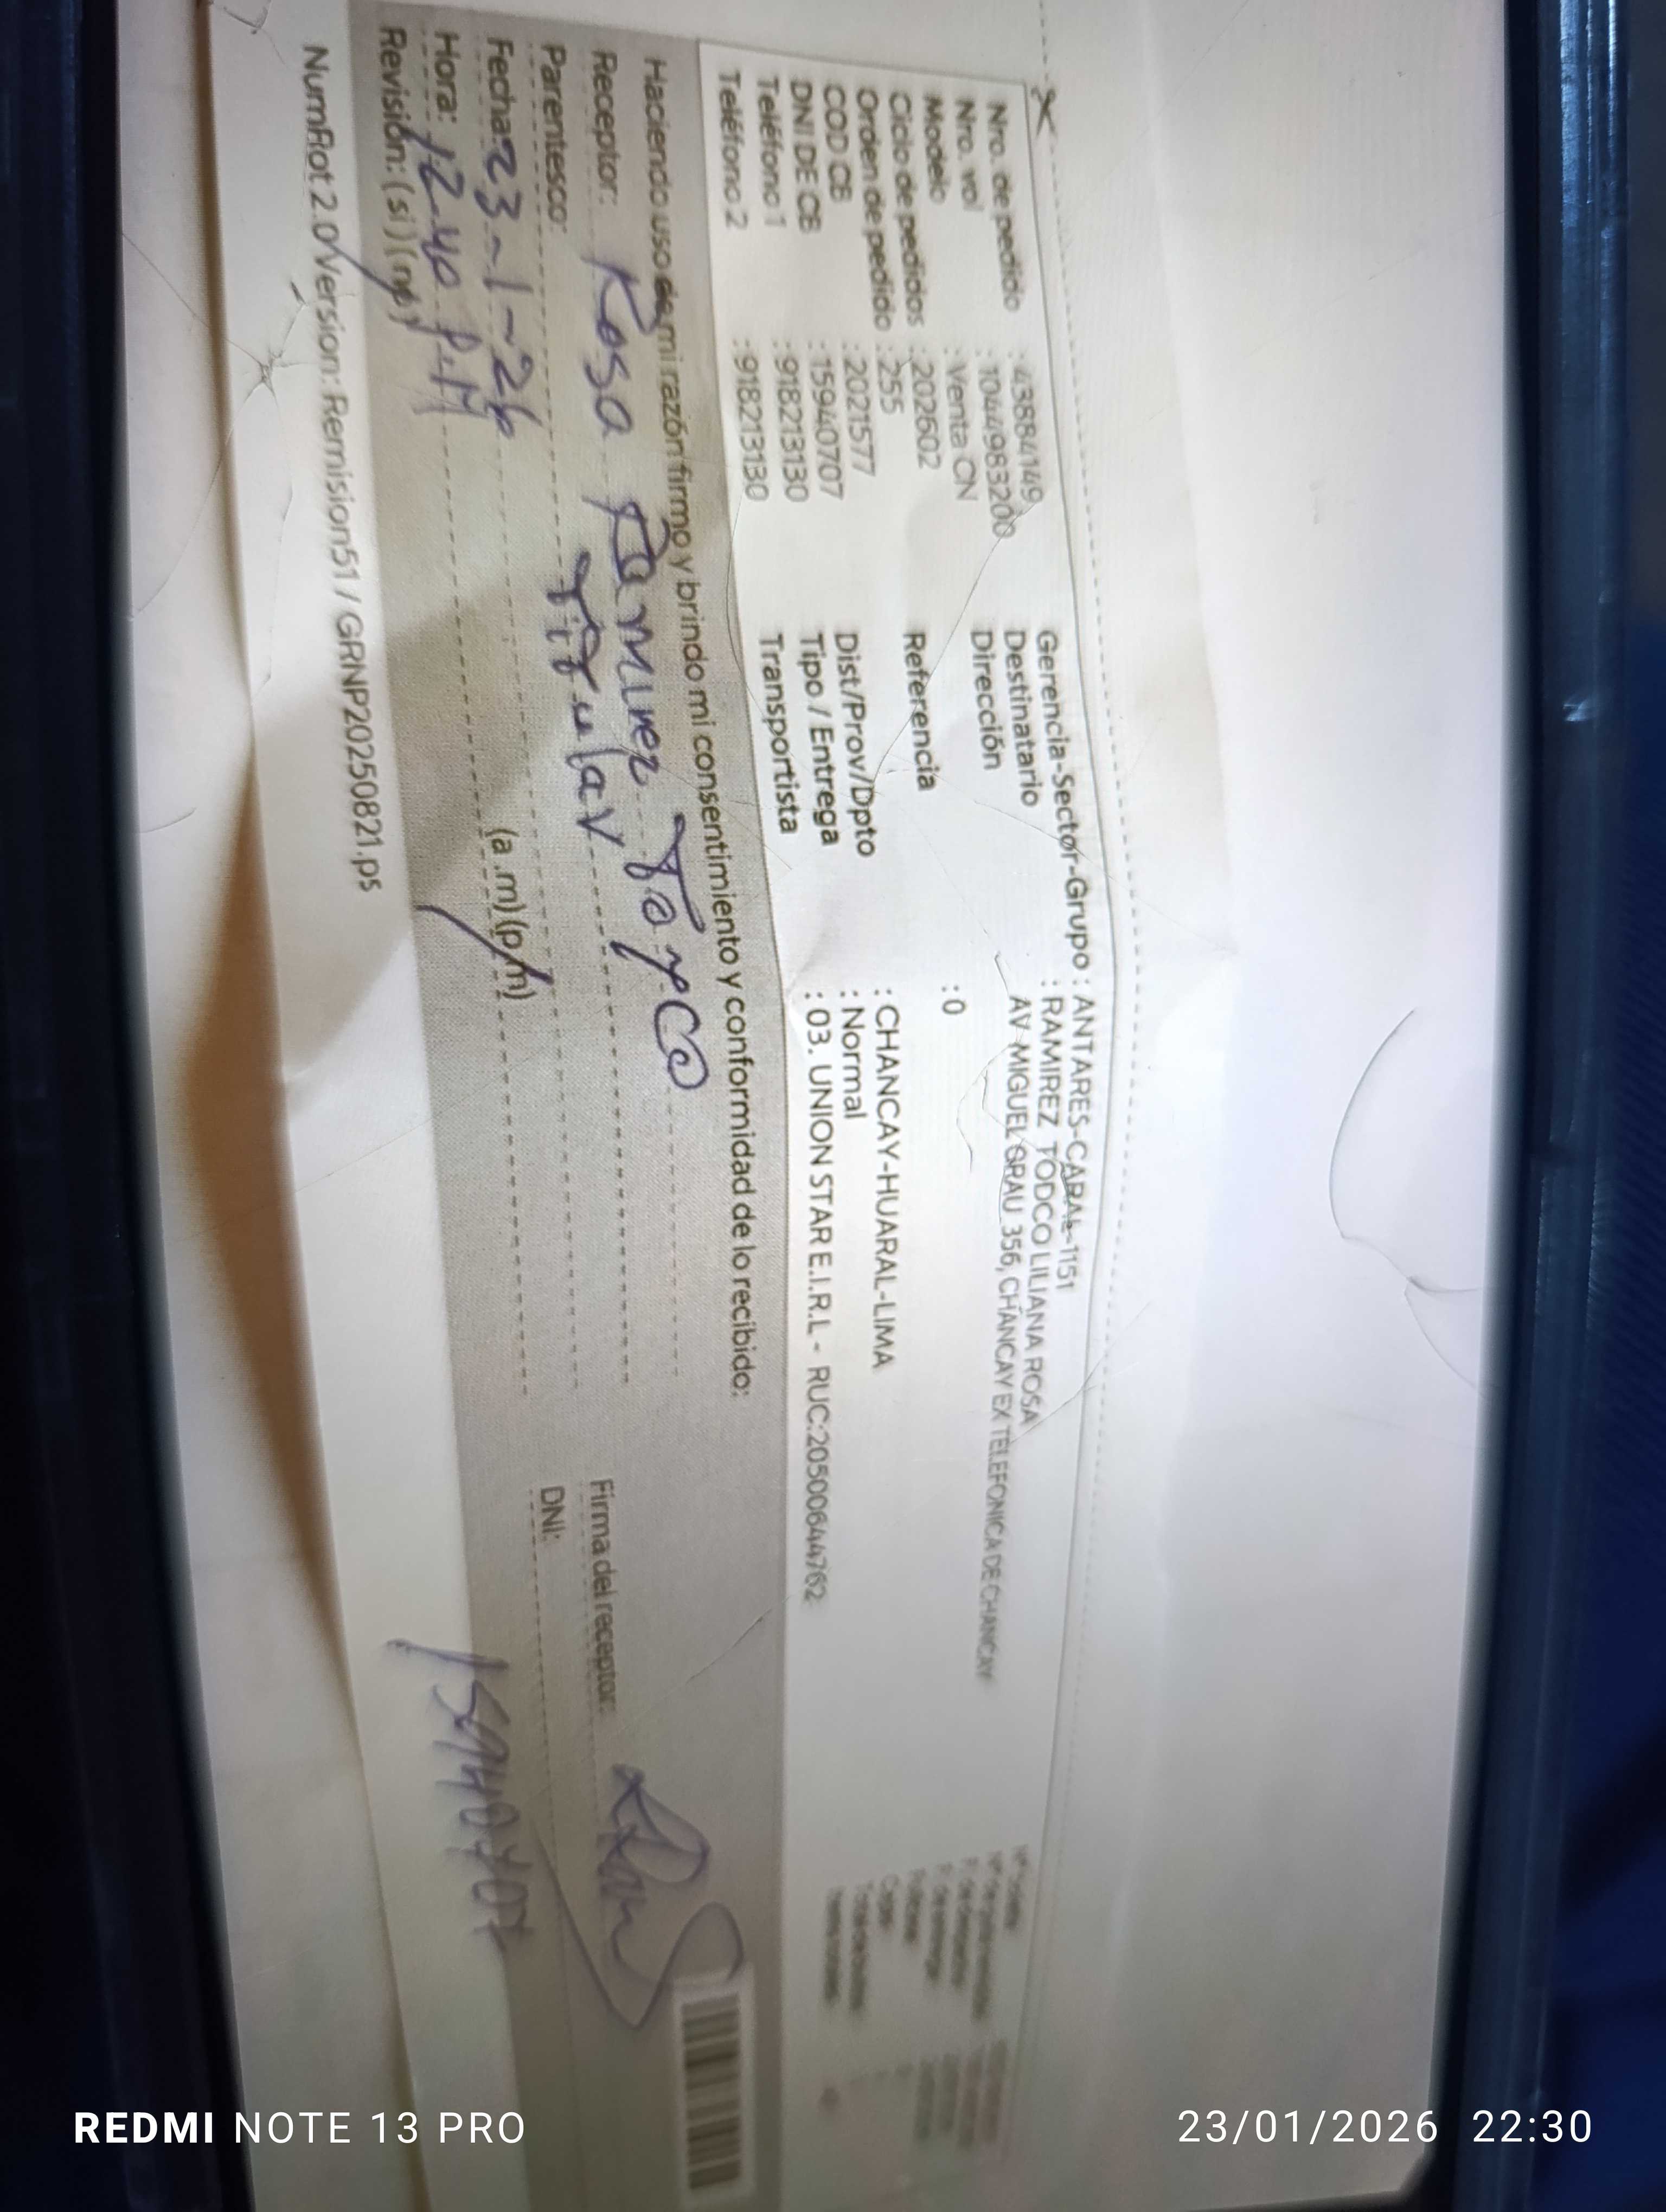 Nro. de pedido : 43884149
Nro. vol : 10449983200
Modelo : Venta CN
Ciclo de pedidos : 202602
Orden de pedido : 255
COD CB : 2021577
DNI DE CB : 159440707
Teléfono 1 : 918213130
Teléfono 2 : 918213130
Gerencia-Sector-Grupo : ANTARES-CARAL-1151
Destinatario : RAMIREZ TODCO LILIANA ROSA
Dirección AV MIGUEL GRAU 356, CHANCAY EX TELEFONICA DE CHANCAY
Referencia : 0
Dist/Prov/Dpto : CHANCAY-HUARAL-LIMA
Tipo / Entrega : Normal
Transportista : 03. UNION STAR E.I.R.L - RUC:20500644762
Haciendo uso de mi razón firmo y brindo mi consentimiento y conformidad de lo recibido:
Receptor: Rosa Ramirez
Parentesco: Titular
Fecha: 23-1-26
Hora: 12:40 P.M (a .m) (p.m)
Revisión: (si) (no)
Firma del receptor:
DNI:
NumRot 2.0/Version: Remision51 / GRNP20250821.ps
REDMI NOTE 13 PRO
23/01/2026 22:30